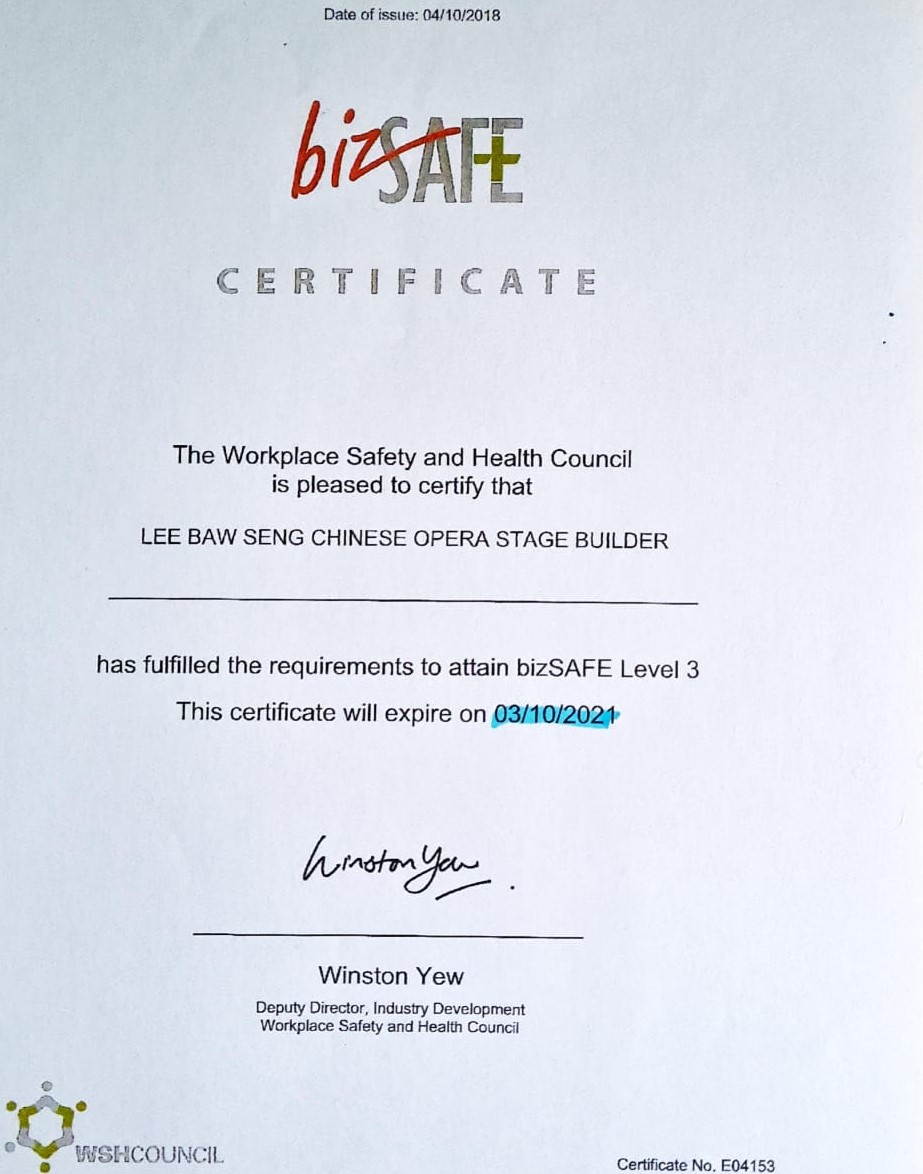 Date of issue: 04/10/2018
bizSAFE
CERTIFICATE
The Workplace Safety and Health Council
is pleased to certify that
LEE BAW SENG CHINESE OPERA STAGE BUILDER
has fulfilled the requirements to attain bizSAFE Level 3
This certificate will expire on 03/10/2021
Winston Yew
Winston Yew
Deputy Director, Industry Development
Workplace Safety and Health Council
WSHCOUNCIL
Certificate No. E04153